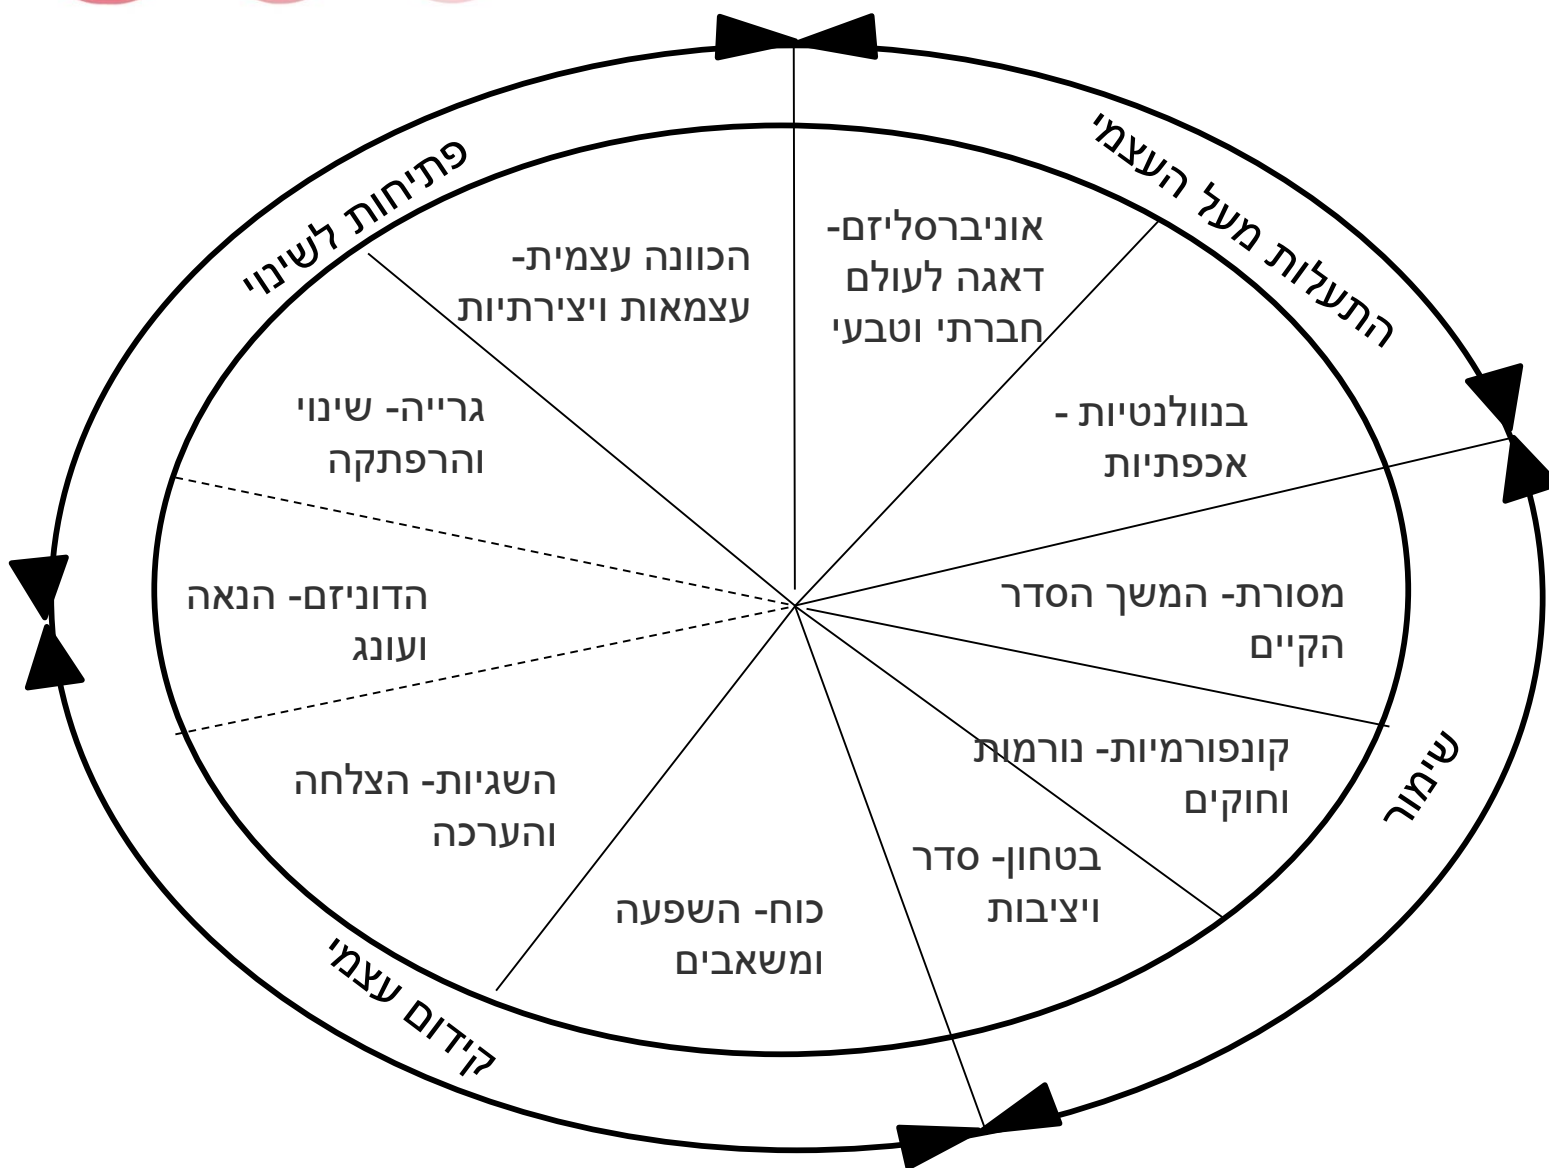 התעלות מעל העצמי
פתיחות לשינוי
אוניברסליזם-
דאגה לעולם
חברתי וטבעי
הכוונה עצמית-
עצמאות ויצירתיות
בנוולנטיות -
אכפתיות
גרייה- שינוי
והרפתקה
מסורת- המשך הסדר
הקיים
הדוניזם- הנאה
ועונג
קונפורמיות- נורמות
וחוקים
שימור
השגיות- הצלחה
והערכה
בטחון- סדר
ויציבות
כוח- השפעה
ומשאבים
קידום עצמי